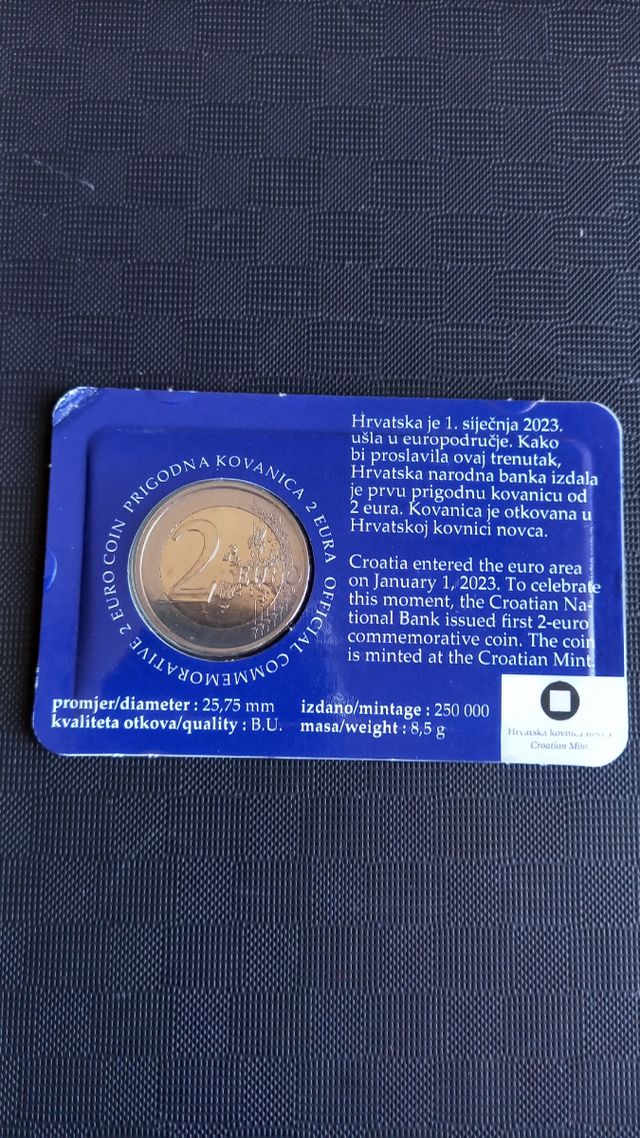 PRIGODNA KOVANICA 2 EURA OFFICIAL COMMEMORATIVE 2 EURO COIN
2 EURO
Hrvatska je 1. siječnja 2023.
ušla u europodručje. Kako
bi proslavila ovaj trenutak,
Hrvatska narodna banka izdala
je prvu prigodnu kovanicu od
2 eura. Kovanica je otkovana u
Hrvatskoj kovnici novca.
Croatia entered the euro area
on January 1, 2023. To celebrate
this moment, the Croatian Na-
tional Bank issued first 2-euro
commemorative coin. The coin
is minted at the Croatian Mint.
promjer/diameter : 25,75 mm izdano/mintage : 250 000
kvaliteta otkova/quality : B.U. masa/weight : 8,5 g
Hrvatska kovnica novca
Croatian Mint